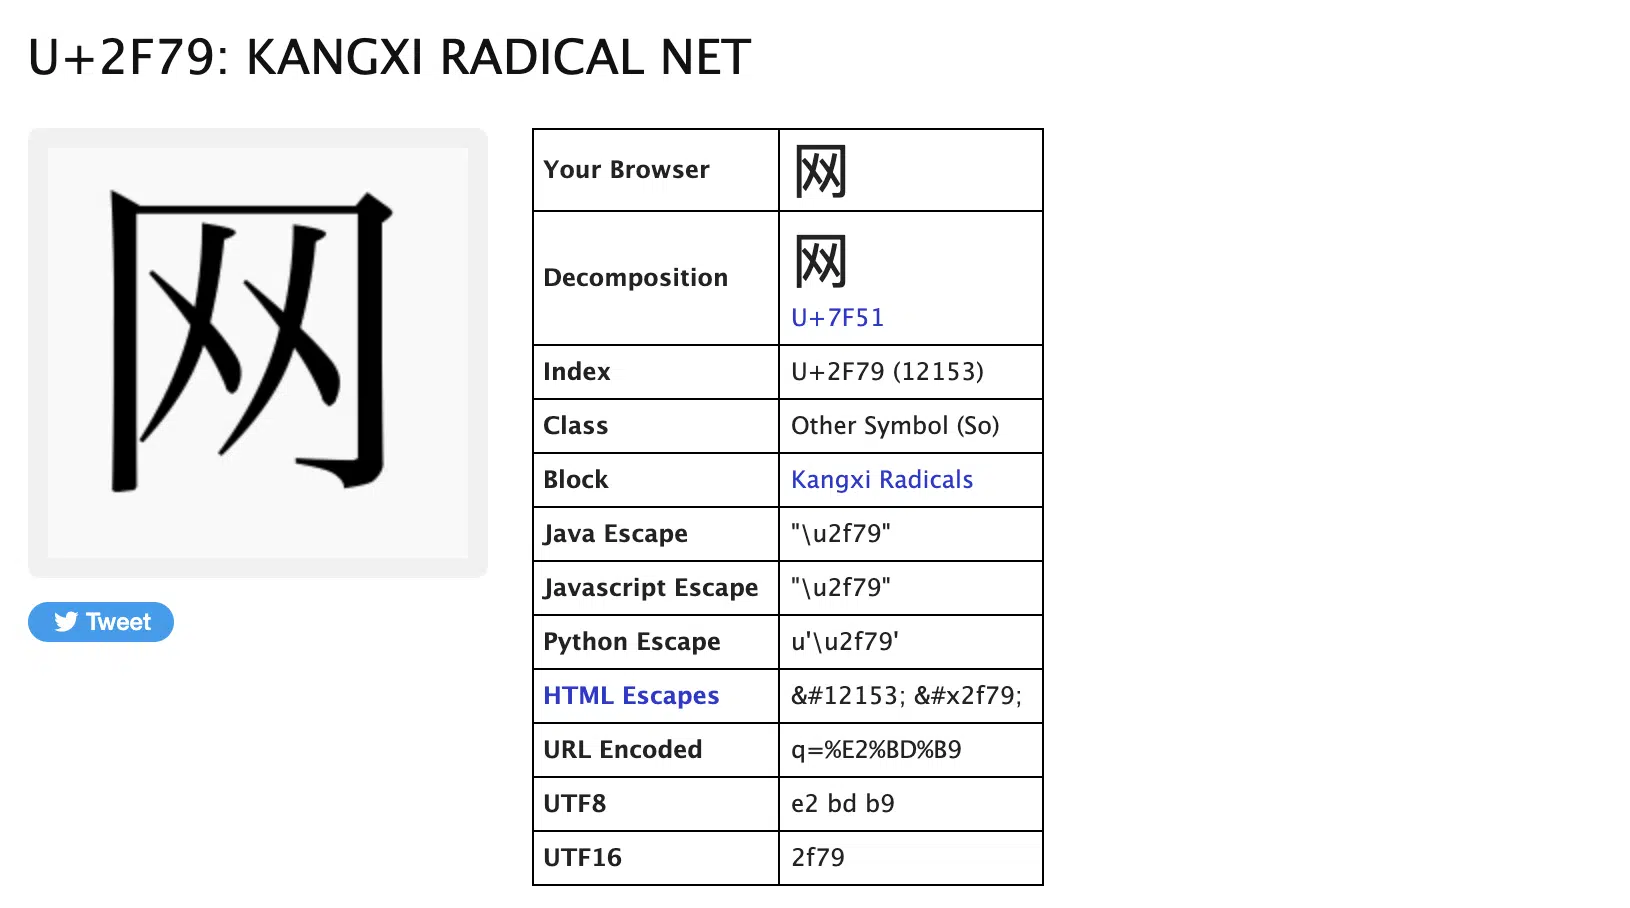 U+2F79: KANGXI RADICAL NET
⽹
Tweet
Your Browser ⽹
Decomposition 网
U+7F51
Index U+2F79 (12153)
Class Other Symbol (So)
Block Kangxi Radicals
Java Escape "\u2f79"
Javascript Escape "\u2f79"
Python Escape u'\u2f79'
HTML Escapes &#12153; &#x2f79;
URL Encoded q=%E2%BD%B9
UTF8 e2 bd b9
UTF16 2f79